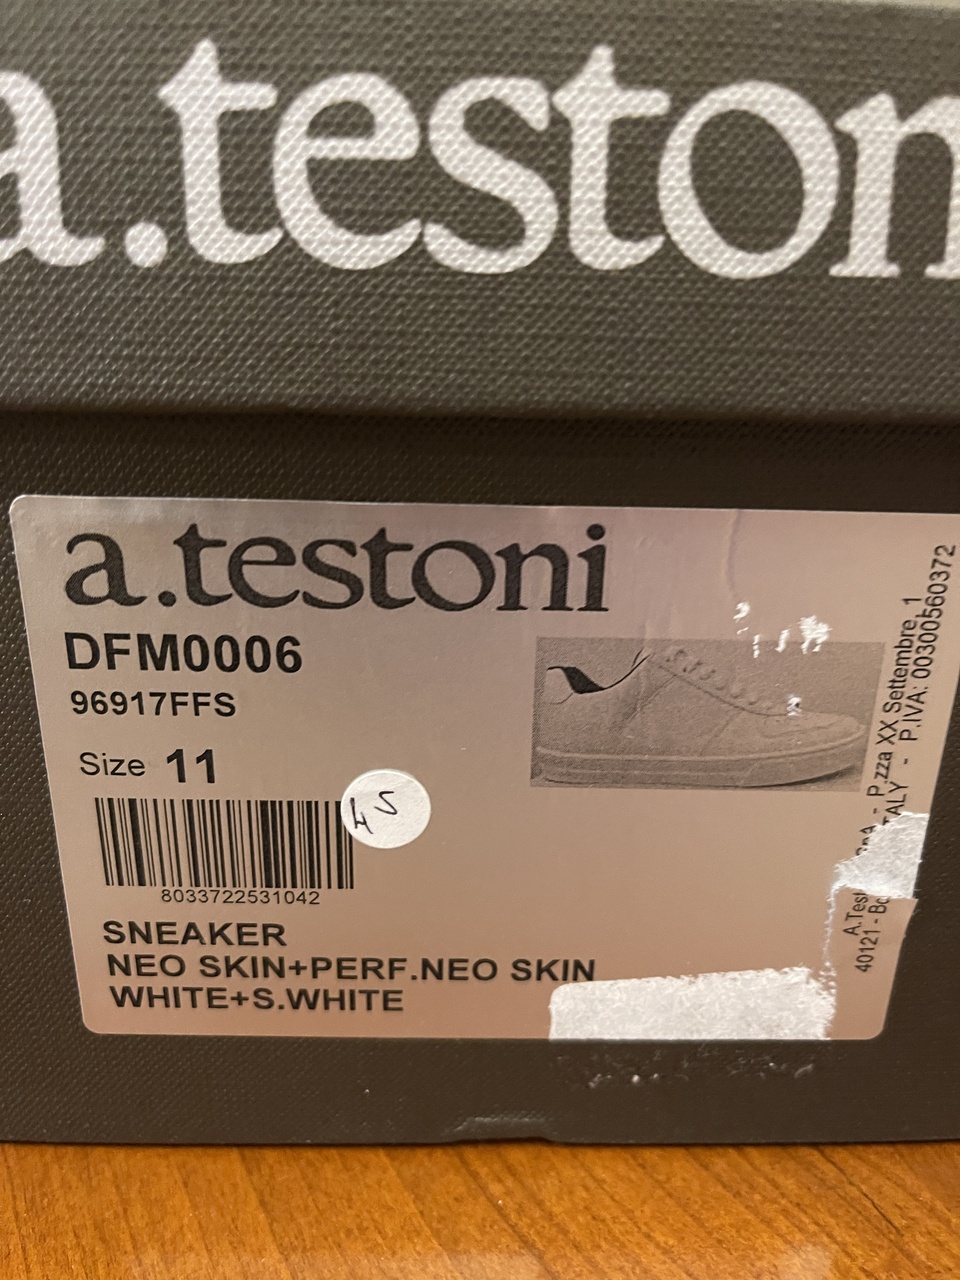 a.teston
a.testoni
DFM0006
96917FFS
Size 11
8033722531042
SNEAKER
NEO SKIN+PERF.NEO SKIN
WHITE+S.WHITE
A.Test - P.zza XX Settembre, 1
40121 - Bo TALY - P.IVA: 00300560372